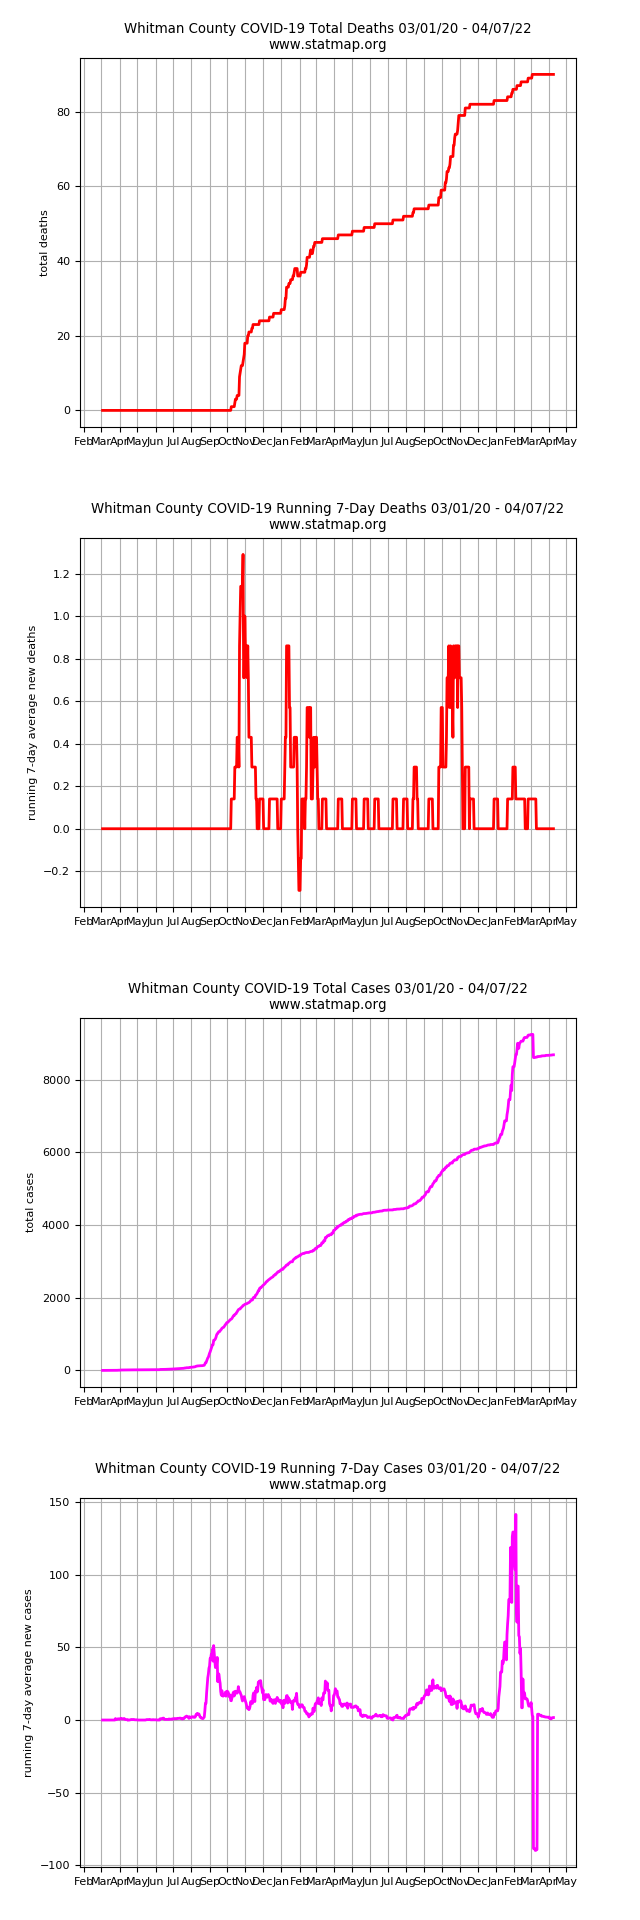 Whitman County COVID-19 Total Deaths 03/01/20 - 04/07/22
www.statmap.org
total deaths
80
60
40
20
0
Feb Mar Apr May Jun Jul Aug Sep Oct Nov Dec Jan Feb Mar Apr May Jun Jul Aug Sep Oct Nov Dec Jan Feb Mar Apr May
Whitman County COVID-19 Running 7-Day Deaths 03/01/20 - 04/07/22
www.statmap.org
running 7-day average new deaths
1.2
1.0
0.8
0.6
0.4
0.2
0.0
−0.2
Feb Mar Apr May Jun Jul Aug Sep Oct Nov Dec Jan Feb Mar Apr May Jun Jul Aug Sep Oct Nov Dec Jan Feb Mar Apr May
Whitman County COVID-19 Total Cases 03/01/20 - 04/07/22
www.statmap.org
total cases
8000
6000
4000
2000
0
Feb Mar Apr May Jun Jul Aug Sep Oct Nov Dec Jan Feb Mar Apr May Jun Jul Aug Sep Oct Nov Dec Jan Feb Mar Apr May
Whitman County COVID-19 Running 7-Day Cases 03/01/20 - 04/07/22
www.statmap.org
running 7-day average new cases
150
100
50
0
−50
−100
Feb Mar Apr May Jun Jul Aug Sep Oct Nov Dec Jan Feb Mar Apr May Jun Jul Aug Sep Oct Nov Dec Jan Feb Mar Apr May